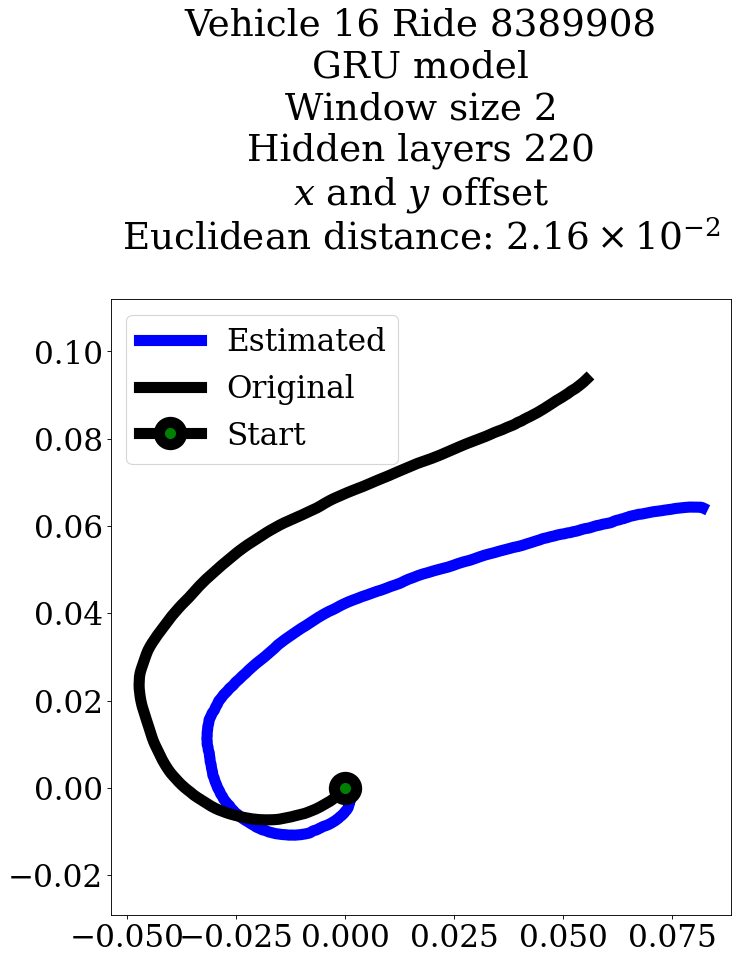 Vehicle 16 Ride 8389908
GRU model
Window size 2
Hidden layers 220
x and y offset
Euclidean distance: 2.16 × 10⁻²
Estimated
Original
Start
0.10
0.08
0.06
0.04
0.02
0.00
−0.02
−0.050 −0.025 0.000 0.025 0.050 0.075